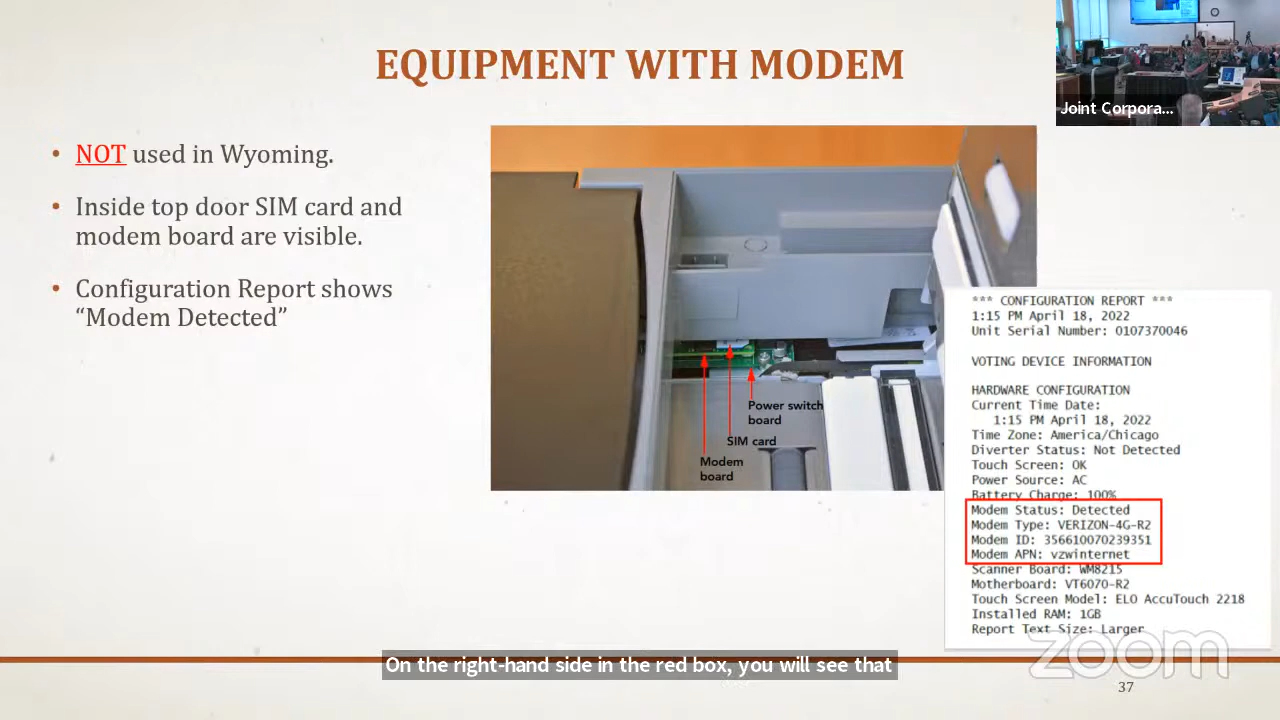 EQUIPMENT WITH MODEM
Joint Corpora...
• NOT used in Wyoming.
• Inside top door SIM card and
modem board are visible.
• Configuration Report shows
“Modem Detected”
Power switch
board
SIM card
Modem
board
*** CONFIGURATION REPORT ***
1:15 PM April 18, 2022
Unit Serial Number: 0107370046
VOTING DEVICE INFORMATION
HARDWARE CONFIGURATION
Current Time Date:
1:15 PM April 18, 2022
Time Zone: America/Chicago
Diverter Status: Not Detected
Touch Screen: OK
Power Source: AC
Battery Charge: 100%
Modem Status: Detected
Modem Type: VERIZON-4G-R2
Modem ID: 356610070239351
Modem APN: vzwinternet
Scanner Board: WM8215
Motherboard: VT6070-R2
Touch Screen Model: ELO AccuTouch 2218
Installed RAM: 1GB
Report Text Size: Larger
zoom
On the right-hand side in the red box, you will see that
37